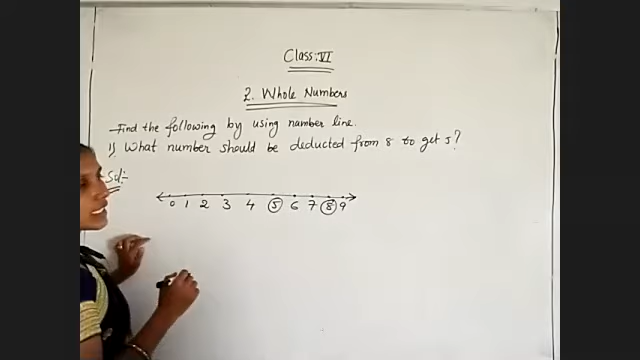 Class:VI
2. Whole Numbers
Find the following by using number line.
1) What number should be deducted from 8 to get 5?
Sol:-
0 1 2 3 4 5 6 7 8 9